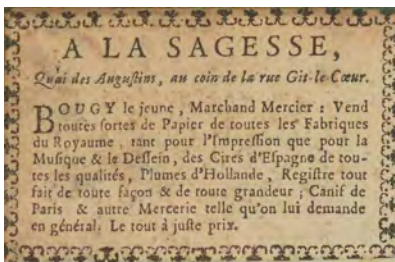 A LA SAGESSE,
Quai des Auguſtins, au coin de la rue Git-le-Cœur.
BOUGY le jeune, Marchand Mercier : Vend
toutes ſortes de Papier de toutes les Fabriques
du Royaume, tant pour l'Impreſſion que pour la
Muſique & le Deſſein, des Cires d'Eſpagne de tou-
tes les qualités, Plumes d'Hollande, Regiſtre tout
fait de toute façon & de toute grandeur ; Canif de
Paris & autre Mercerie telle qu'on lui demande
en général. Le tout à juſte prix.